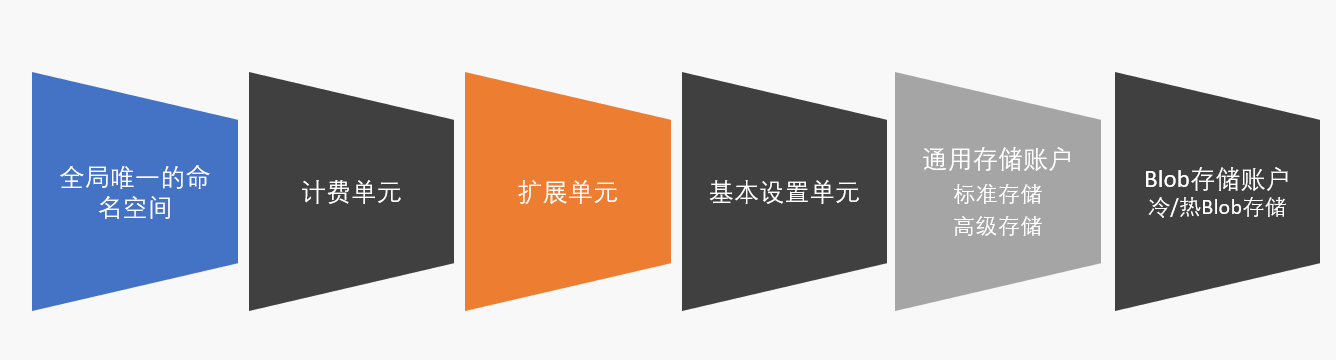 全局唯一的命
名空间
计费单元
扩展单元
基本设置单元
通用存储账户
标准存储
高级存储
Blob存储账户
冷/热Blob存储